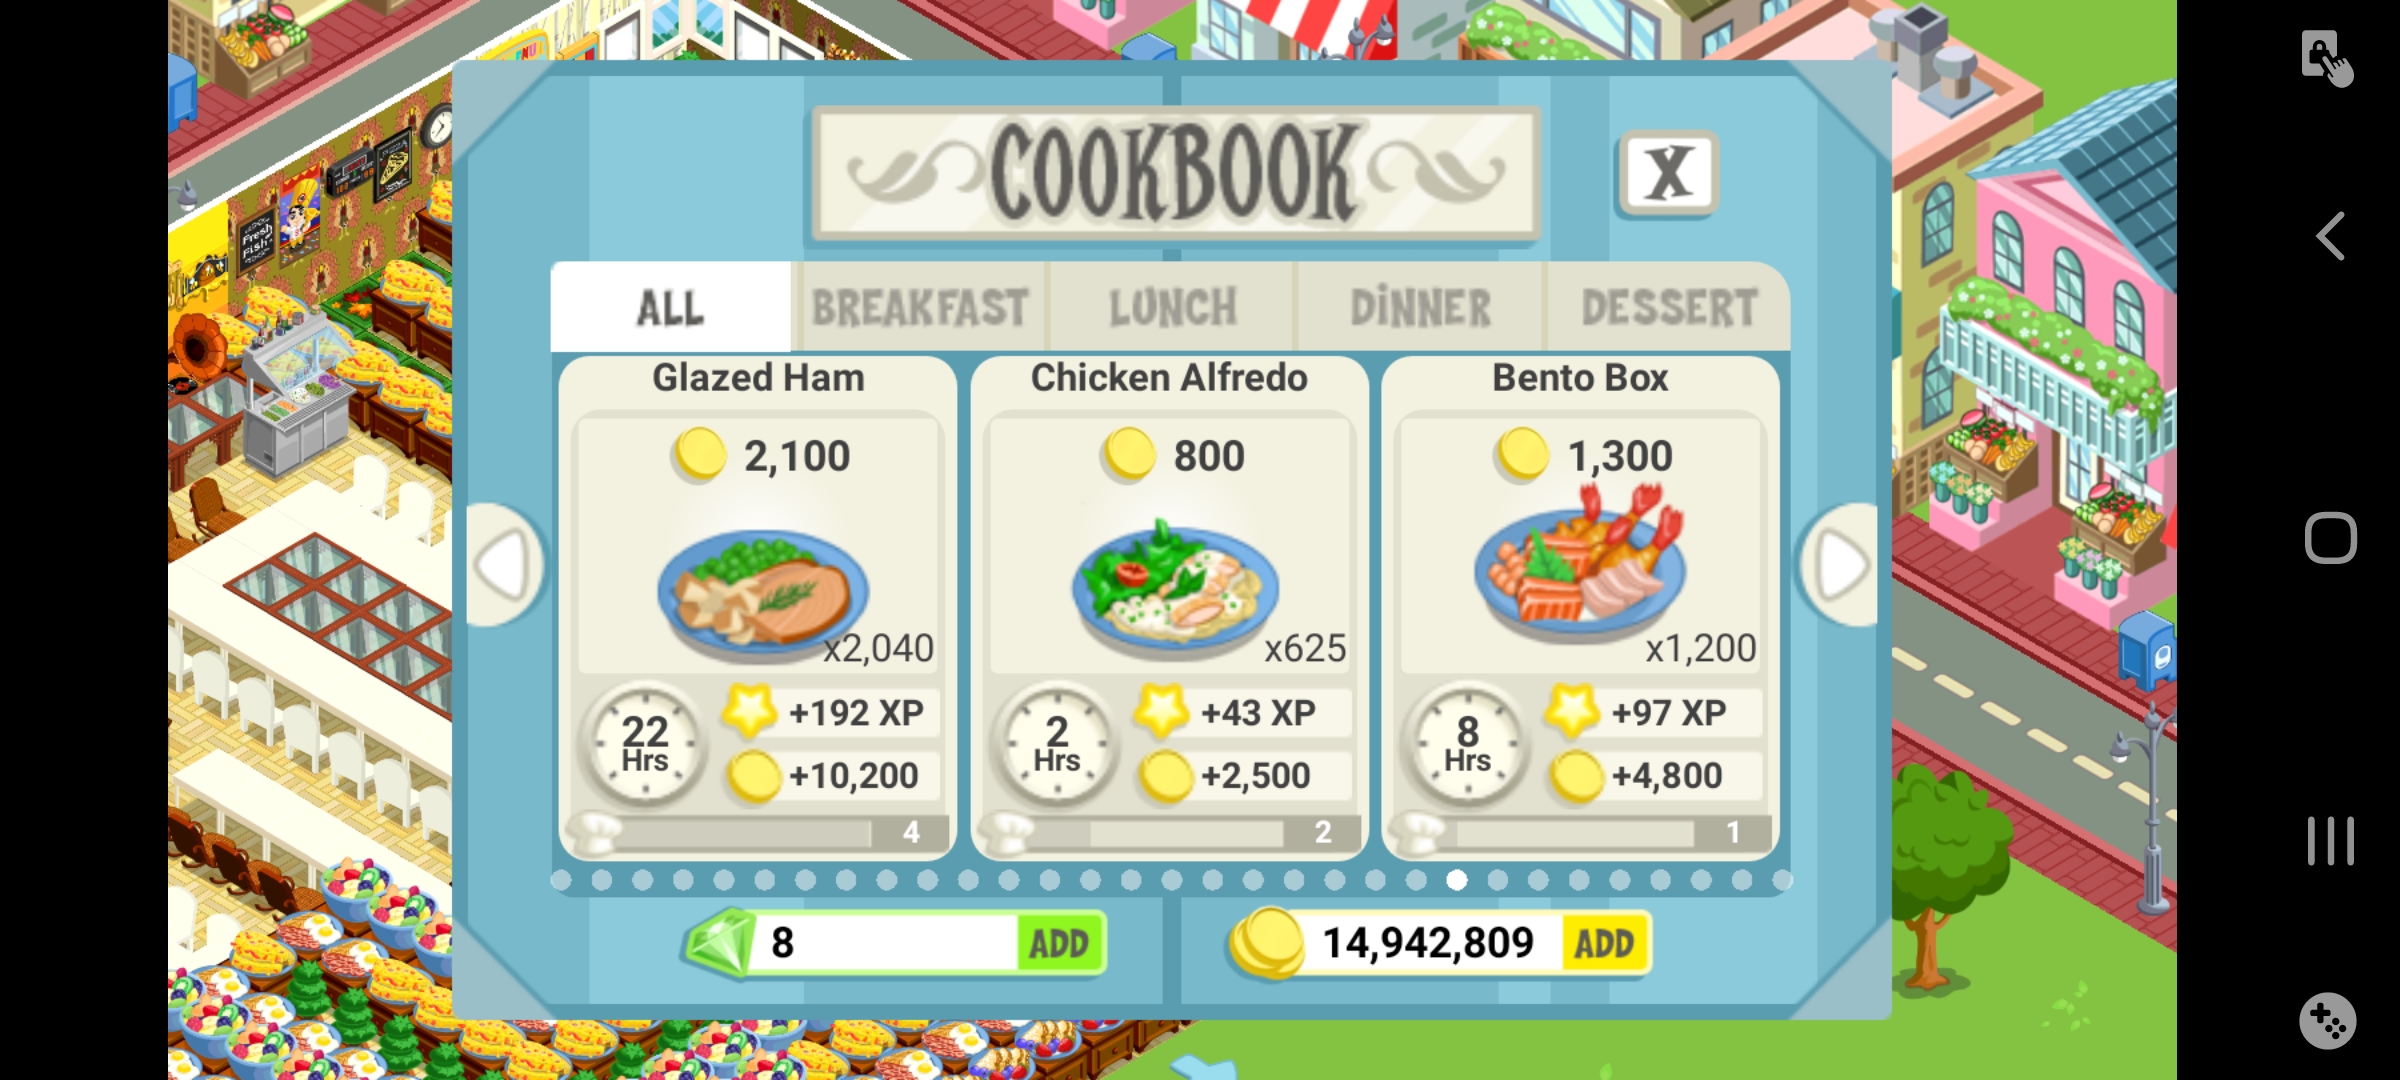 COOKBOOK
X
ALL BREAKFAST LUNCH DINNER DESSERT
Glazed Ham
2,100
x2,040
22 Hrs
+192 XP
+10,200
4
Chicken Alfredo
800
x625
2 Hrs
+43 XP
+2,500
2
Bento Box
1,300
x1,200
8 Hrs
+97 XP
+4,800
1
8 ADD
14,942,809 ADD
Fresh
Fish